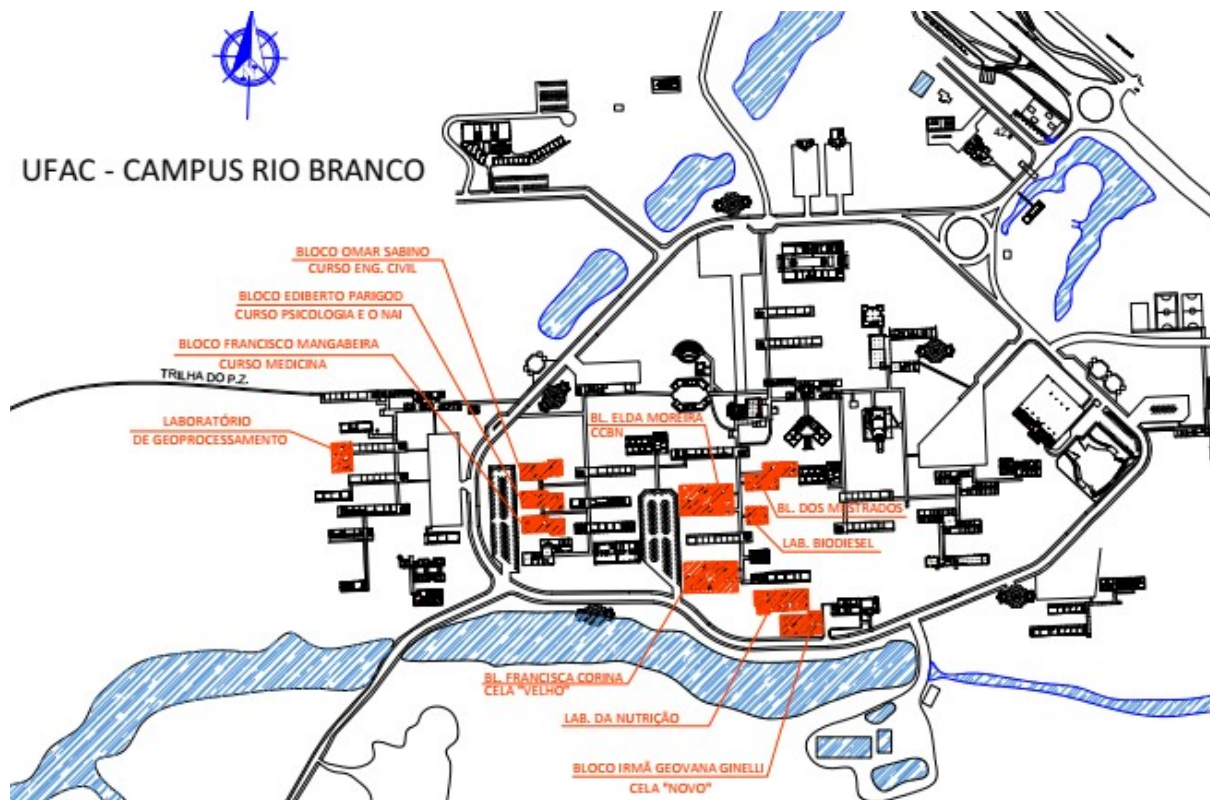 UFAC - CAMPUS RIO BRANCO
BLOCO OMAR SABINO
CURSO ENG. CIVIL
BLOCO EDIBERTO PARIGOD
CURSO PSICOLOGIA E O NAI
BLOCO FRANCISCO MANGABEIRA
CURSO MEDICINA
TRILHA DO P.Z.
LABORATÓRIO
DE GEOPROCESSAMENTO
BL. ELDA MOREIRA
CCBN
BL. DOS MESTRADOS
LAB. BIODIESEL
BL. FRANCISCA CORINA
CELA "VELHO"
LAB. DA NUTRIÇÃO
BLOCO IRMÃ GEOVANA GINELLI
CELA "NOVO"